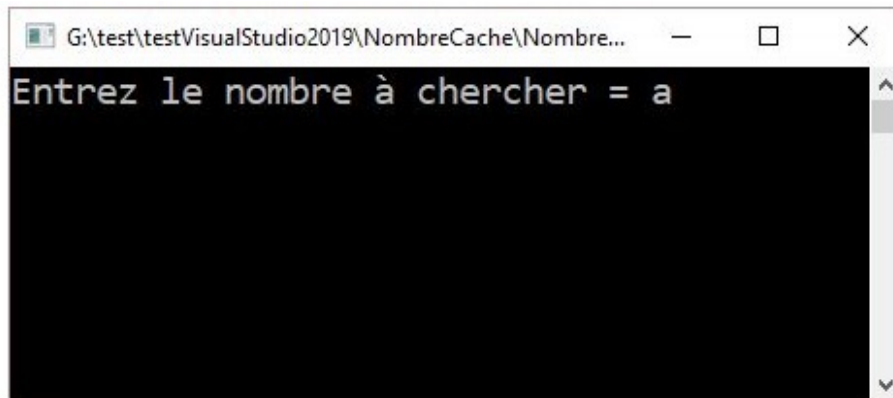 G:\test\testVisualStudio2019\NombreCache\Nombre...
Entrez le nombre à chercher = a